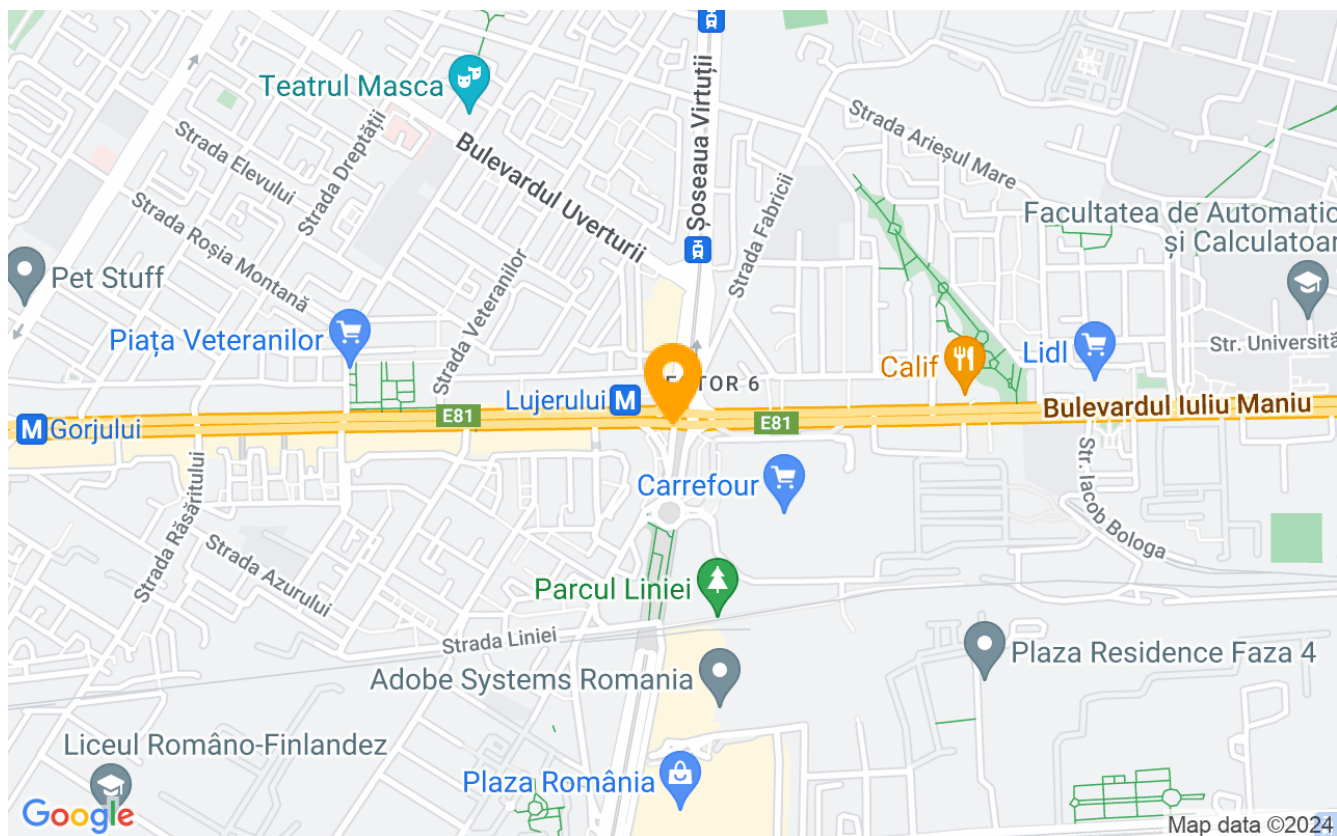 Teatrul Masca
Bulevardul Uverturii
Șoseaua Virtuții
Strada Elevului
Strada Dreptății
Strada Roșia Montană
Strada Veteranilor
Strada Fabricii
Strada Arieșul Mare
Facultatea de Automatic
și Calculatoar
Pet Stuff
Piața Veteranilor
Str. Universită
Lidl
Calif
TOR 6
Lujerului
M
M
Gorjului
E81
E81
Bulevardul Iuliu Maniu
Carrefour
Str. Iacob Bologa
Strada Răsăritului
Strada Azurului
Parcul Liniei
Strada Liniei
Adobe Systems Romania
Plaza Residence Faza 4
Liceul Româno-Finlandez
Plaza România
Google
Map data ©2024